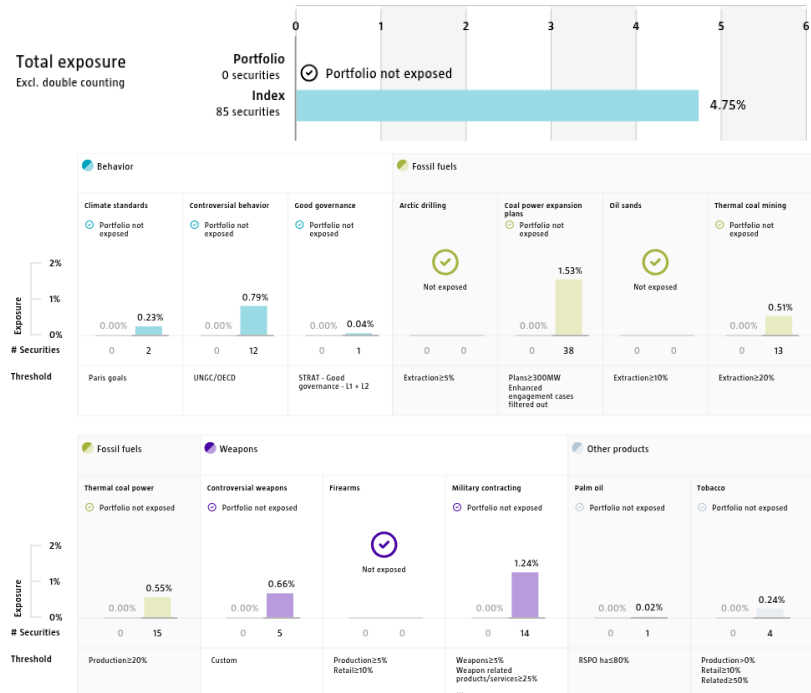 0 1 2 3 4 5 6
Total exposure
Excl. double counting
Portfolio
0 securities
Portfolio not exposed
Index
85 securities
4.75%
Behavior
Fossil fuels
Climate standards
Portfolio not
exposed
Controversial behavior
Portfolio not
exposed
Good governance
Portfolio not
exposed
Arctic drilling
Not exposed
Coal power expansion
plans
Portfolio not
exposed
Oil sands
Not exposed
Thermal coal mining
Portfolio not
exposed
Exposure
2%
1%
0%
0.00% 0.23%
0.00% 0.79%
0.00% 0.04%
0.00% 1.53%
0.00% 0.51%
# Securities
0 2
0 12
0 1
0 0
0 38
0 0
0 13
Threshold
Paris goals
UNGC/OECD
STRAT - Good
governance - L1 + L2
Extraction≥5%
Plans≥300MW
Enhanced
engagement cases
filtered out
Extraction≥10%
Extraction≥20%
Fossil fuels
Weapons
Other products
Thermal coal power
Portfolio not exposed
Controversial weapons
Portfolio not exposed
Firearms
Not exposed
Military contracting
Portfolio not exposed
Palm oil
Portfolio not exposed
Tobacco
Portfolio not exposed
Exposure
2%
1%
0%
0.00% 0.55%
0.00% 0.66%
0.00% 1.24%
0.00% 0.02%
0.00% 0.24%
# Securities
0 15
0 5
0 0
0 14
0 1
0 4
Threshold
Production≥20%
Custom
Production≥5%
Retail≥10%
Weapons≥5%
Weapon related
products/services≥25%
RSPO ha≤80%
Production>0%
Retail≥10%
Related≥50%